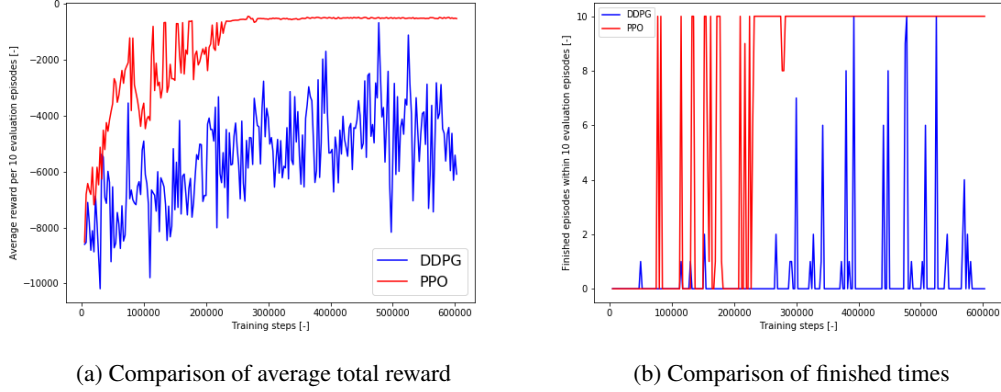 0
−2000
−4000
−6000
−8000
−10000
Average reward per 10 evaluation episodes [-]
DDPG
PPO
0
100000
200000
300000
400000
500000
600000
Training steps [-]
(a) Comparison of average total reward
DDPG
PPO
10
8
6
4
2
0
Finished episodes within 10 evaluation episodes [-]
0
100000
200000
300000
400000
500000
600000
Training steps [-]
(b) Comparison of finished times